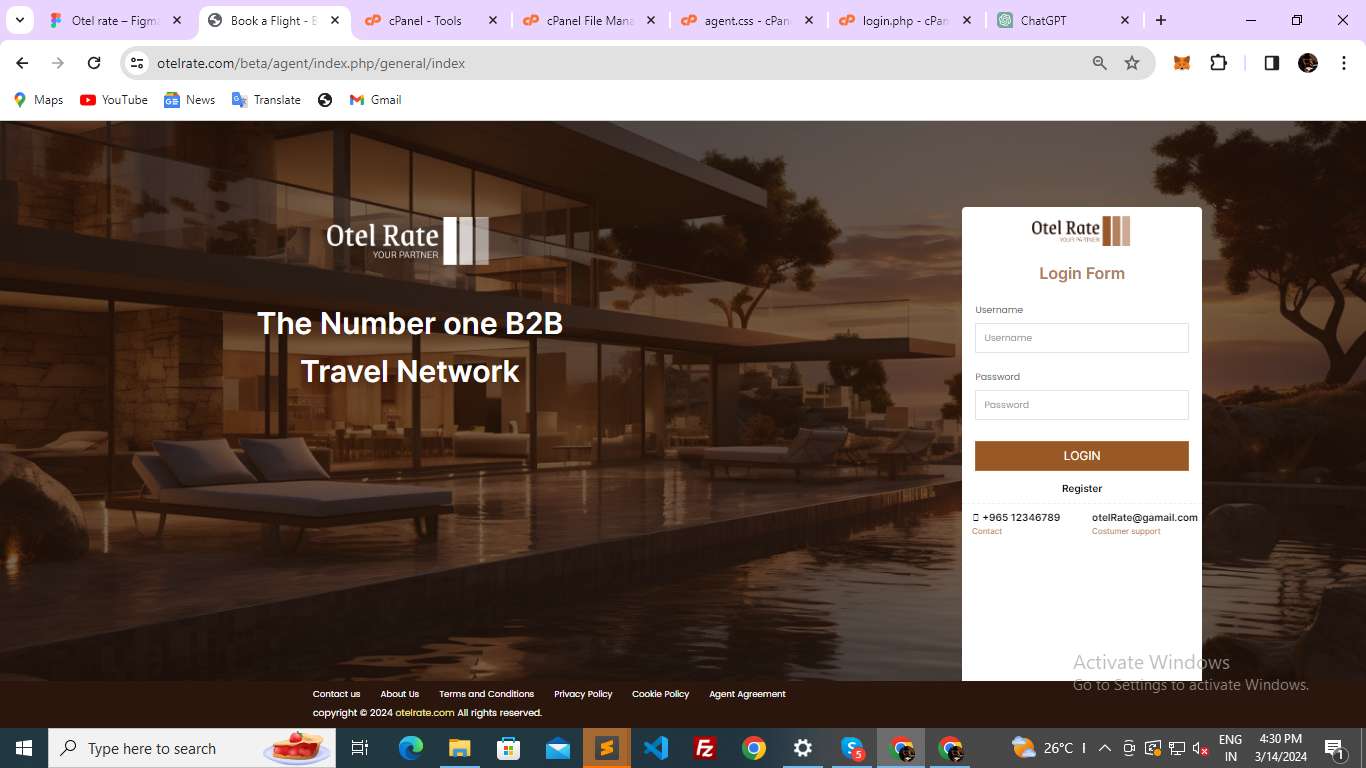 Otel rate – Figma
Book a Flight - B
cPanel - Tools
cPanel File Mana
agent.css - cPan
login.php - cPan
ChatGPT
otelrate.com/beta/agent/index.php/general/index
Maps
YouTube
News
Translate
Gmail
Otel Rate
YOUR PARTNER
The Number one B2B
Travel Network
Otel Rate
YOUR PARTNER
Login Form
Username
Username
Password
Password
LOGIN
Register
+965 12346789 otelRate@gamail.com
Contact Costumer support
Activate Windows
Go to Settings to activate Windows.
Contact us About Us Terms and Conditions Privacy Policy Cookie Policy Agent Agreement
copyright © 2024 otelrate.com All rights reserved.
Type here to search
5
26°C
ENG
IN
4:30 PM
3/14/2024
1